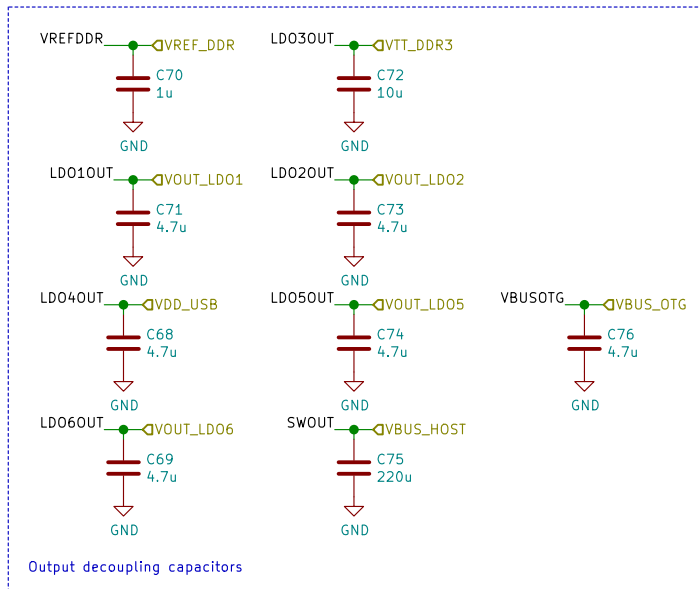 VREFDDR VREF_DDR
C70
1u
GND
LDO3OUT VTT_DDR3
C72
10u
GND
LDO1OUT VOUT_LDO1
C71
4.7u
GND
LDO2OUT VOUT_LDO2
C73
4.7u
GND
LDO4OUT VDD_USB
C68
4.7u
GND
LDO5OUT VOUT_LDO5
C74
4.7u
GND
VBUSOTG VBUS_OTG
C76
4.7u
GND
LDO6OUT VOUT_LDO6
C69
4.7u
GND
SWOUT VBUS_HOST
C75
220u
GND
Output decoupling capacitors